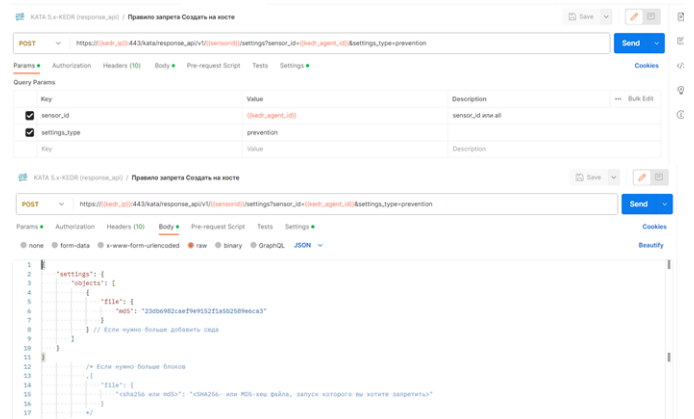 KATA 5.x-KEDR (response_api) / Правило запрета Создать на хосте
Save
POST https://{{kedr_ip}}:443/kata/response_api/v1/{{sensorid}}/settings?sensor_id={{kedr_agent_id}}&settings_type=prevention Send
Params Authorization Headers (10) Body Pre-request Script Tests Settings Cookies
Query Params
Key Value Description Bulk Edit
sensor_id {{kedr_agent_id}} sensor_id или all
settings_type prevention
Key Value Description
KATA 5.x-KEDR (response_api) / Правило запрета Создать на хосте
Save
POST https://{{kedr_ip}}:443/kata/response_api/v1/{{sensorid}}/settings?sensor_id={{kedr_agent_id}}&settings_type=prevention Send
Params Authorization Headers (10) Body Pre-request Script Tests Settings Cookies
none form-data x-www-form-urlencoded raw binary GraphQL JSON Beautify
1 {
2 "settings": {
3 "objects": [
4 {
5 "file": {
6 "md5": "23db6982caef9e9152f1a5b2589e6ca3"
7 }
8 } // Если нужно больше добавить сюда
9 ]
10 }
11 }
12 /* Если нужно больше блоков
13 ,{
14 "file": {
15 "<sha256 или md5>": "<SHA256- или MD5-хеш файла, запуск которого вы хотите запретить>"
16 }
17 */